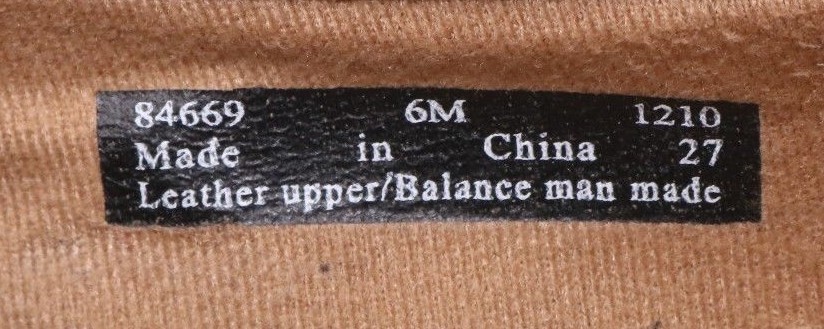 84669 6M 1210
Made in China 27
Leather upper/Balance man made